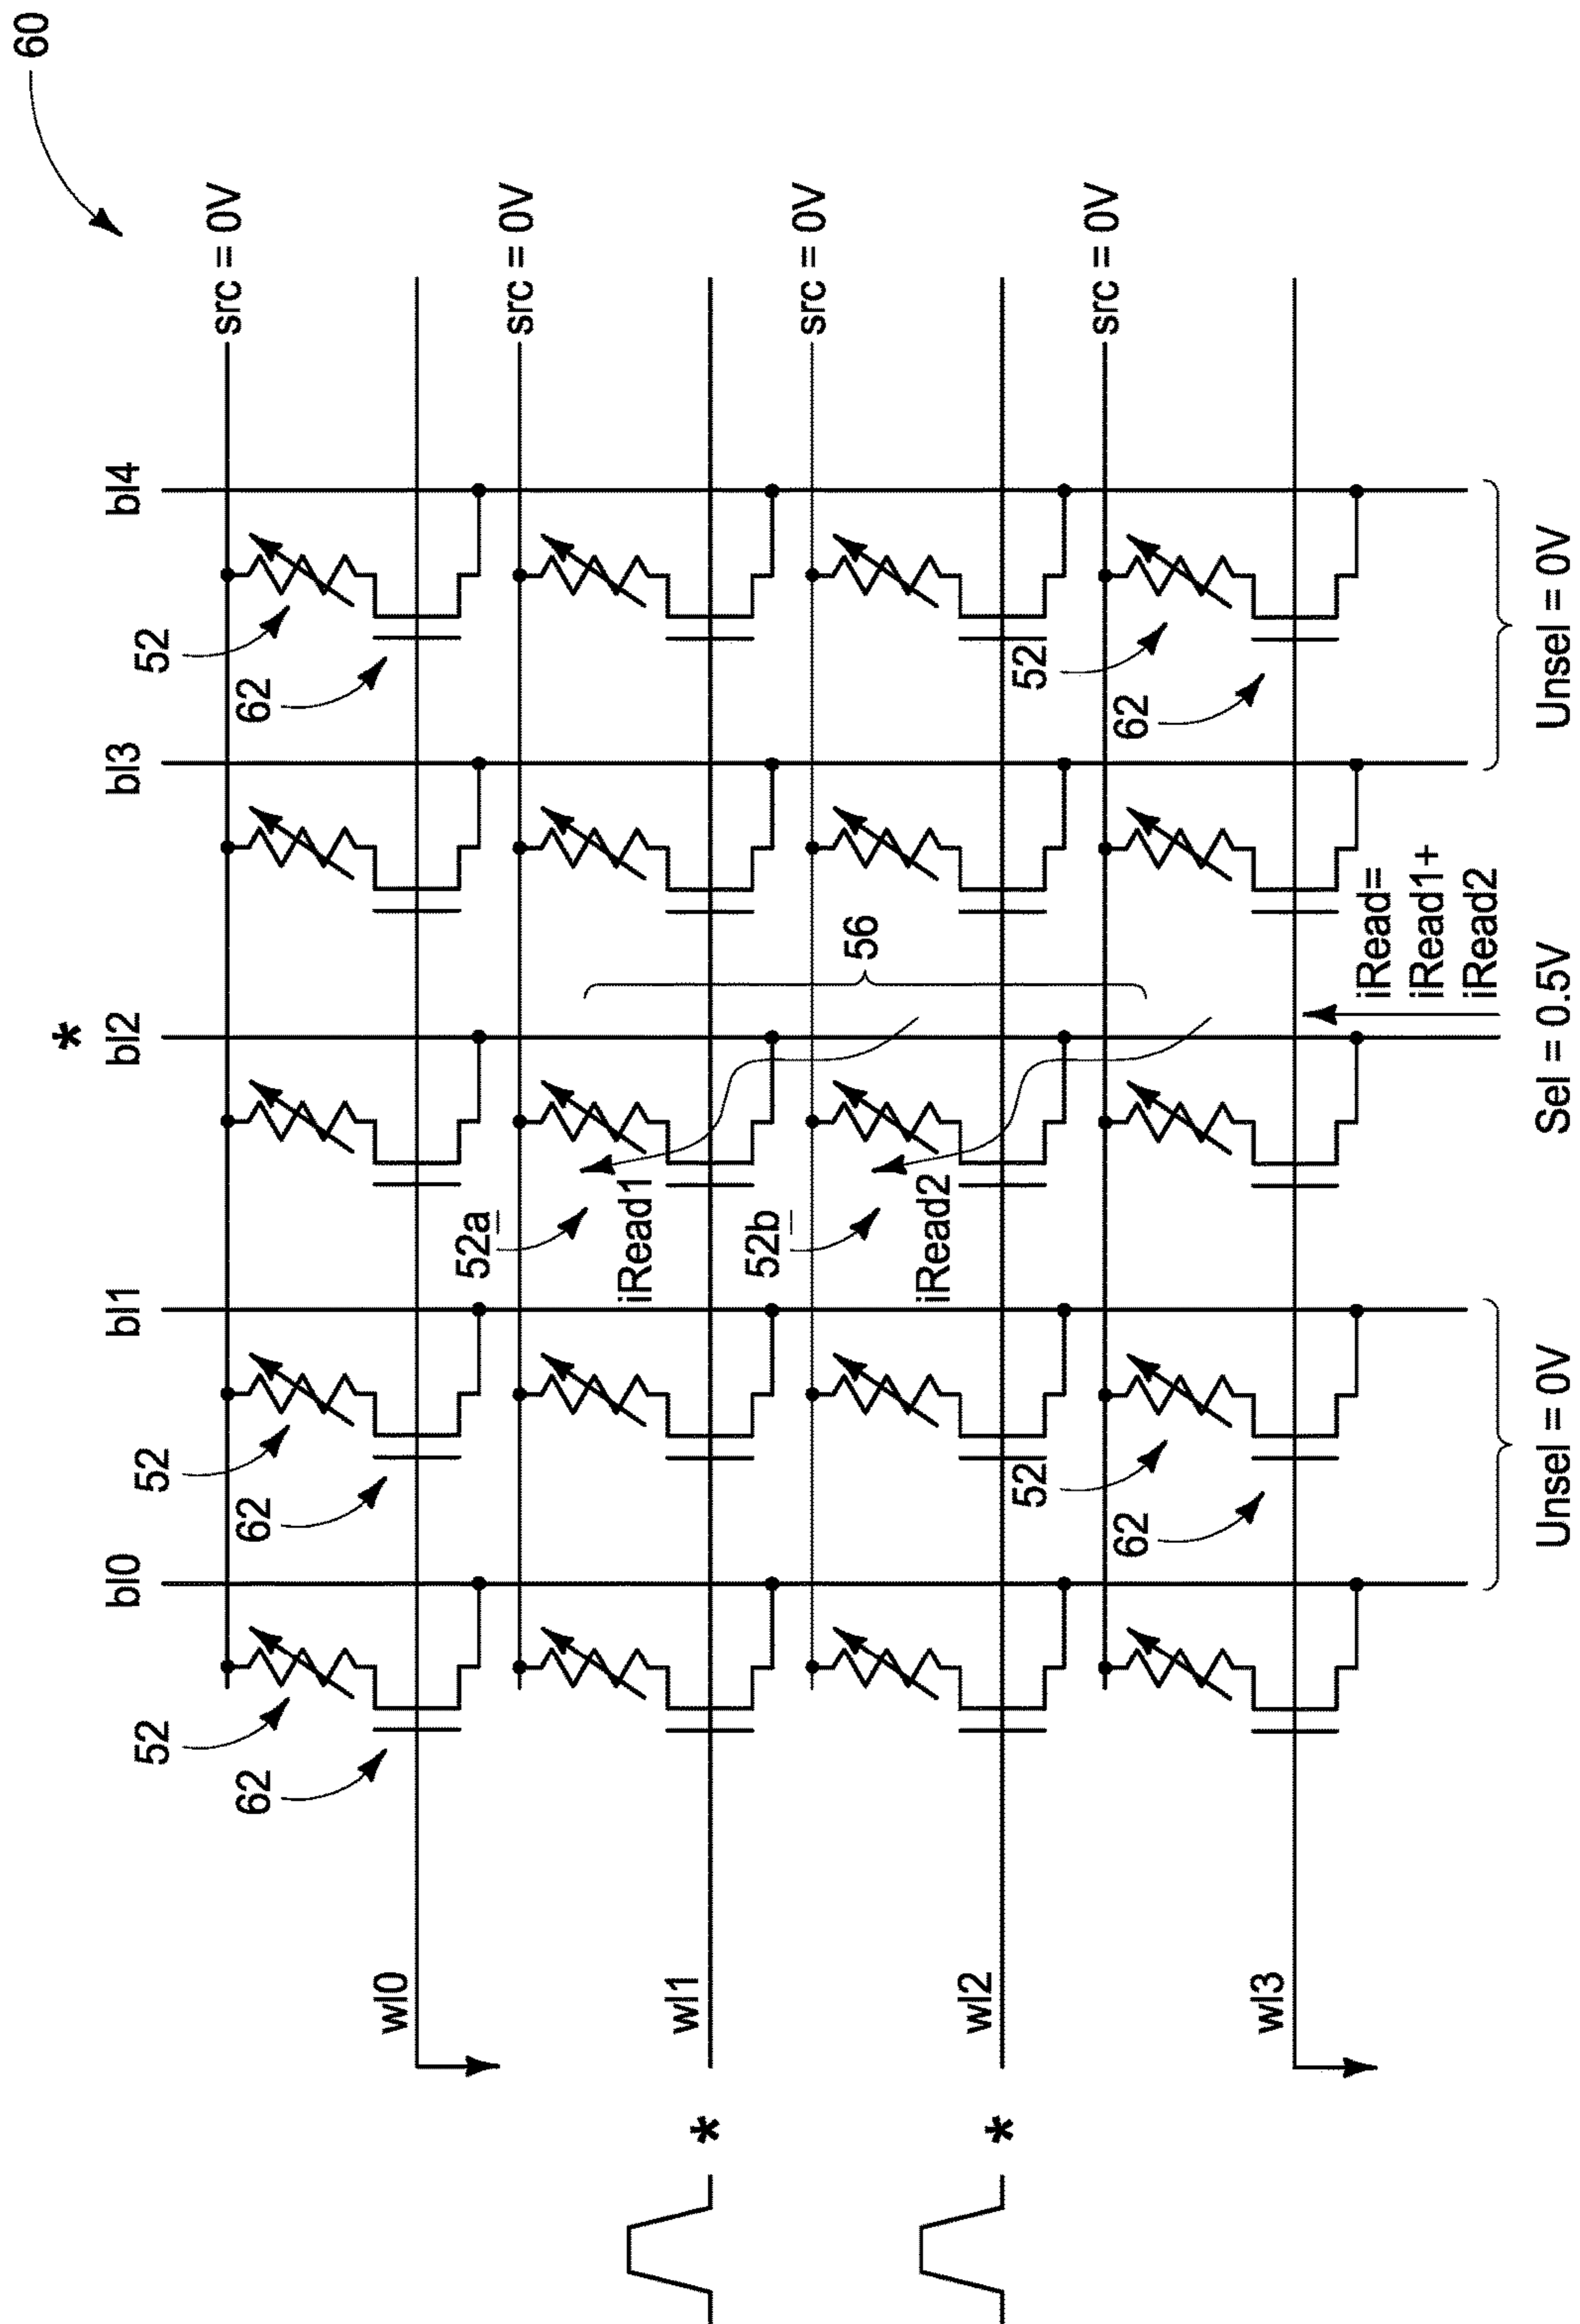 60
*
bl0 bl1 bl2 bl3 bl4
52 52 52
src = 0V
62 62 62
wl0
52a
src = 0V
iRead1
wl1
*
52b
src = 0V
56
iRead2
wl2
*
52 52
src = 0V
62 62
wl3
iRead=
iRead1+
iRead2
Unsel = 0V Sel = 0.5V Unsel = 0V